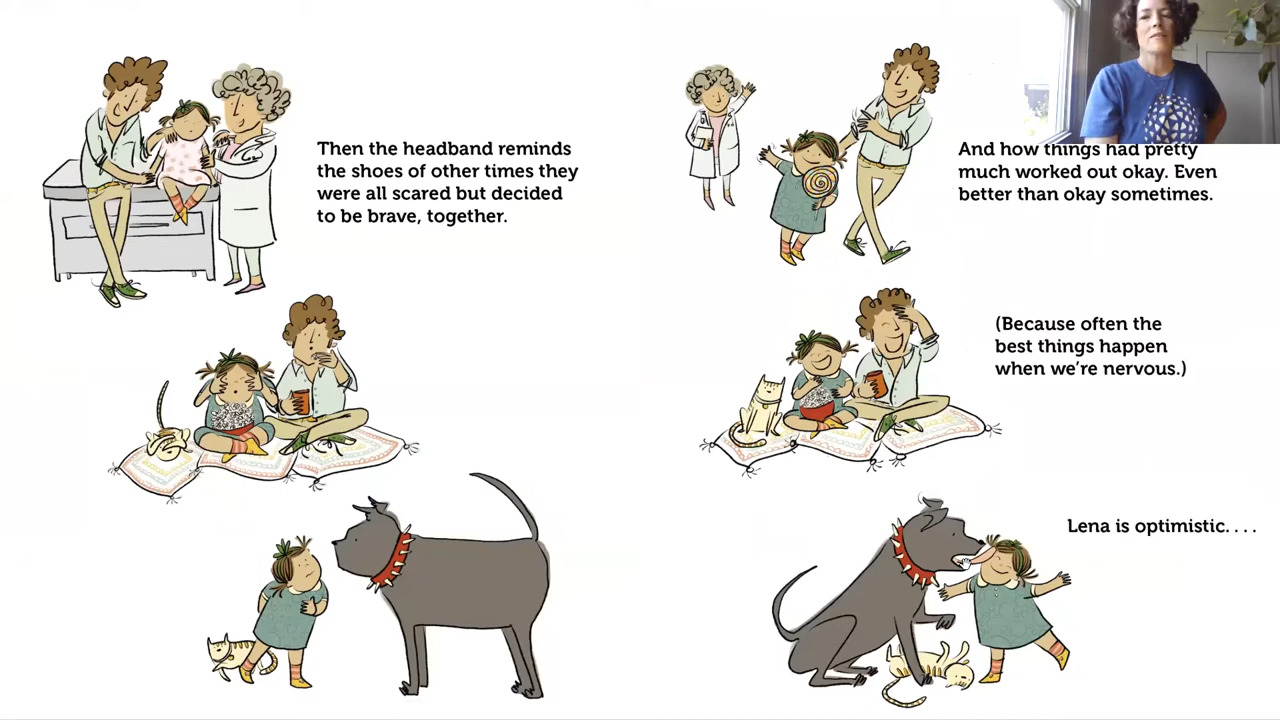 Then the headband reminds
the shoes of other times they
were all scared but decided
to be brave, together.
And how things had pretty
much worked out okay. Even
better than okay sometimes.
(Because often the
best things happen
when we’re nervous.)
Lena is optimistic. . . .